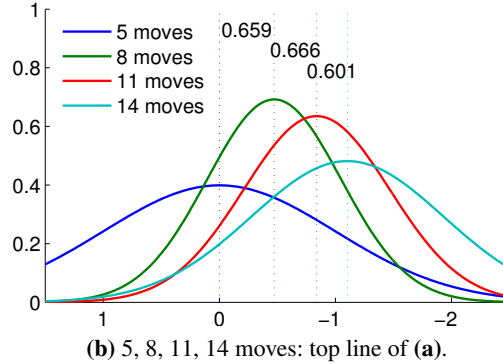 1
0.8
0.6
0.4
0.2
0
5 moves
8 moves
11 moves
14 moves
0.659
0.666
0.601
1 0 −1 −2
(b) 5, 8, 11, 14 moves: top line of (a).